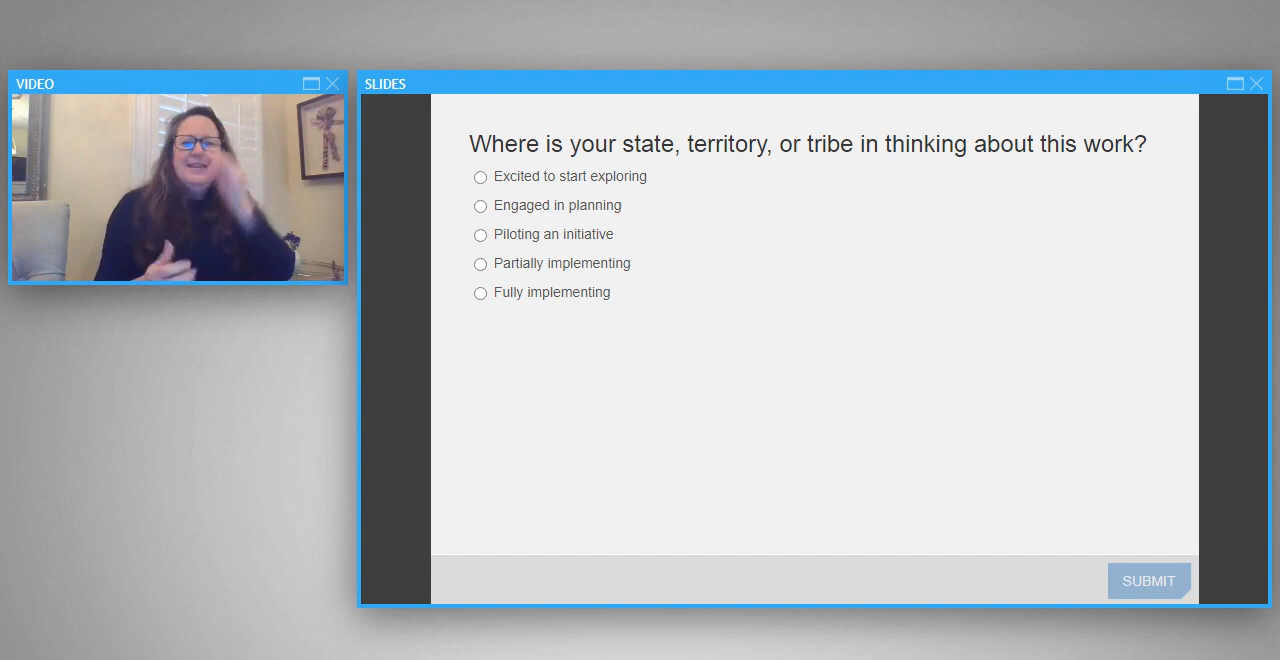 VIDEO
SLIDES
Where is your state, territory, or tribe in thinking about this work?
Excited to start exploring
Engaged in planning
Piloting an initiative
Partially implementing
Fully implementing
SUBMIT